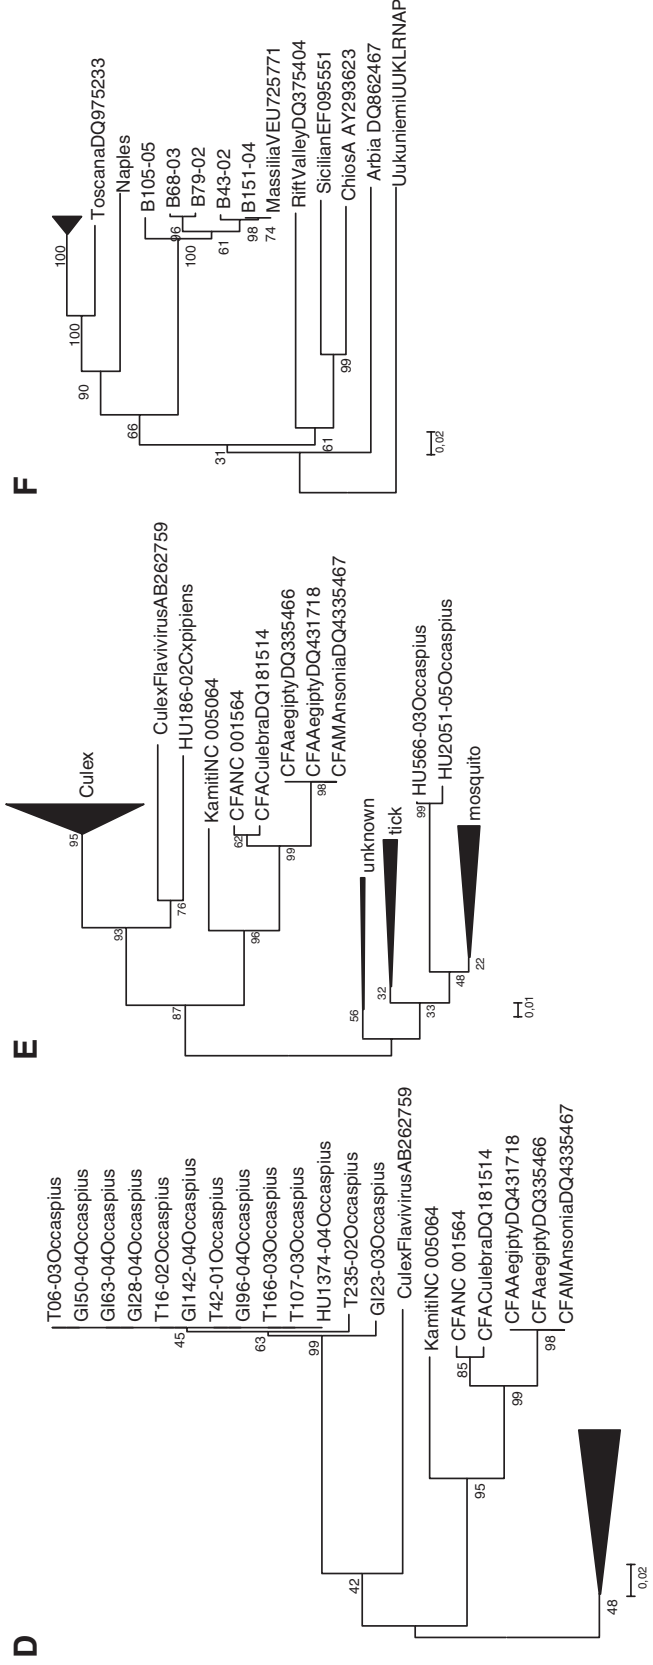 D
T06-03Occaspius
GI50-04Occaspius
GI63-04Occaspius
GI28-04Occaspius
T16-02Occaspius
GI142-04Occaspius
T42-01Occaspius
GI96-04Occaspius
T166-03Occaspius
T107-03Occaspius
HU1374-04Occaspius
T235-02Occaspius
GI23-03Occaspius
CulexFlavivirusAB262759
KamitiNC 005064
CFANC 001564
CFACulebraDQ181514
CFAAegiptyDQ431718
CFAaegiptyDQ335466
CFAMAnsoniaDQ4335467
45
63
99
42
85
99
98
95
48
0,02
E
Culex
CulexFlavivirusAB262759
HU186-02Cxpipiens
KamitiNC 005064
CFANC 001564
CFACulebraDQ181514
CFAaegiptyDQ335466
CFAAegiptyDQ431718
CFAMAnsoniaDQ4335467
unknown
tick
HU566-03Occaspius
HU2051-05Occaspius
mosquito
95
93
76
87
62
99
98
96
56
32
33
99
48
22
0,01
F
ToscanaDQ975233
Naples
B105-05
B68-03
B79-02
B43-02
B151-04
MassiliaVEU725771
RiftValleyDQ375404
SicilianEF095551
ChiosA AY293623
Arbia DQ862467
UukuniemiUUKLRNAP
100
100
90
66
96
100
61
98
74
31
61
99
0,02